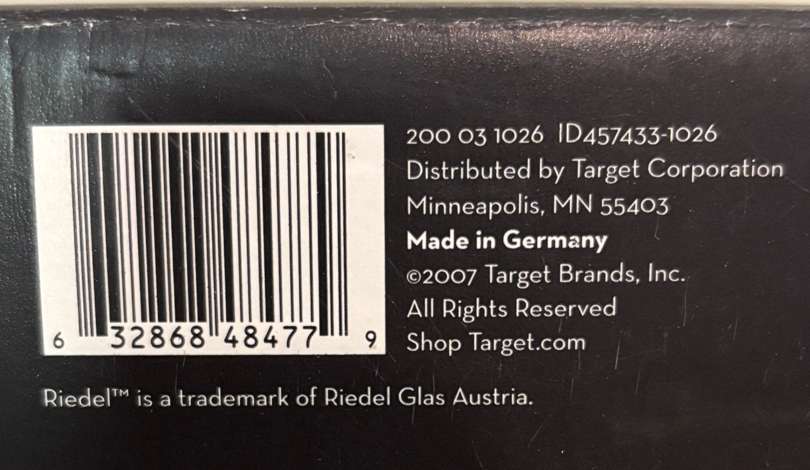 200 03 1026 ID457433-1026
Distributed by Target Corporation
Minneapolis, MN 55403
Made in Germany
©2007 Target Brands, Inc.
All Rights Reserved
Shop Target.com
6 32868 48477 9
Riedel™ is a trademark of Riedel Glas Austria.